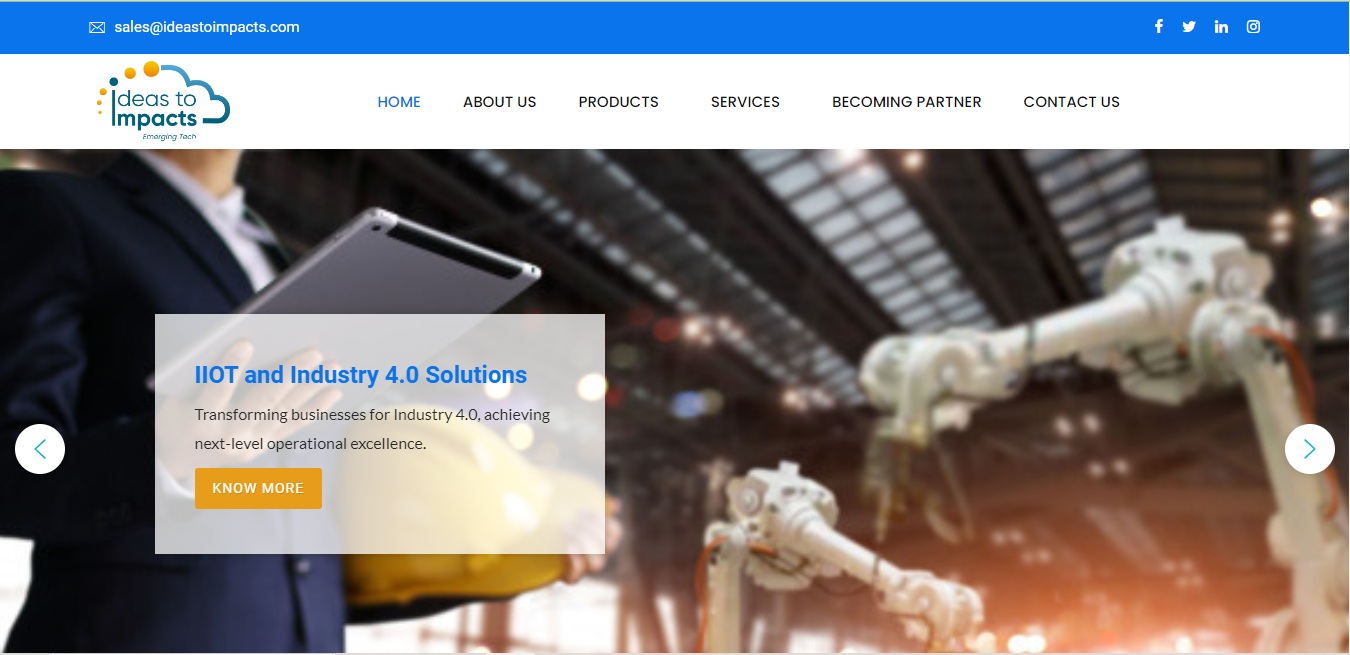 sales@ideastoimpacts.com
ideas to
impacts
Emerging Tech
HOME ABOUT US PRODUCTS SERVICES BECOMING PARTNER CONTACT US
IIOT and Industry 4.0 Solutions
Transforming businesses for Industry 4.0, achieving
next-level operational excellence.
KNOW MORE